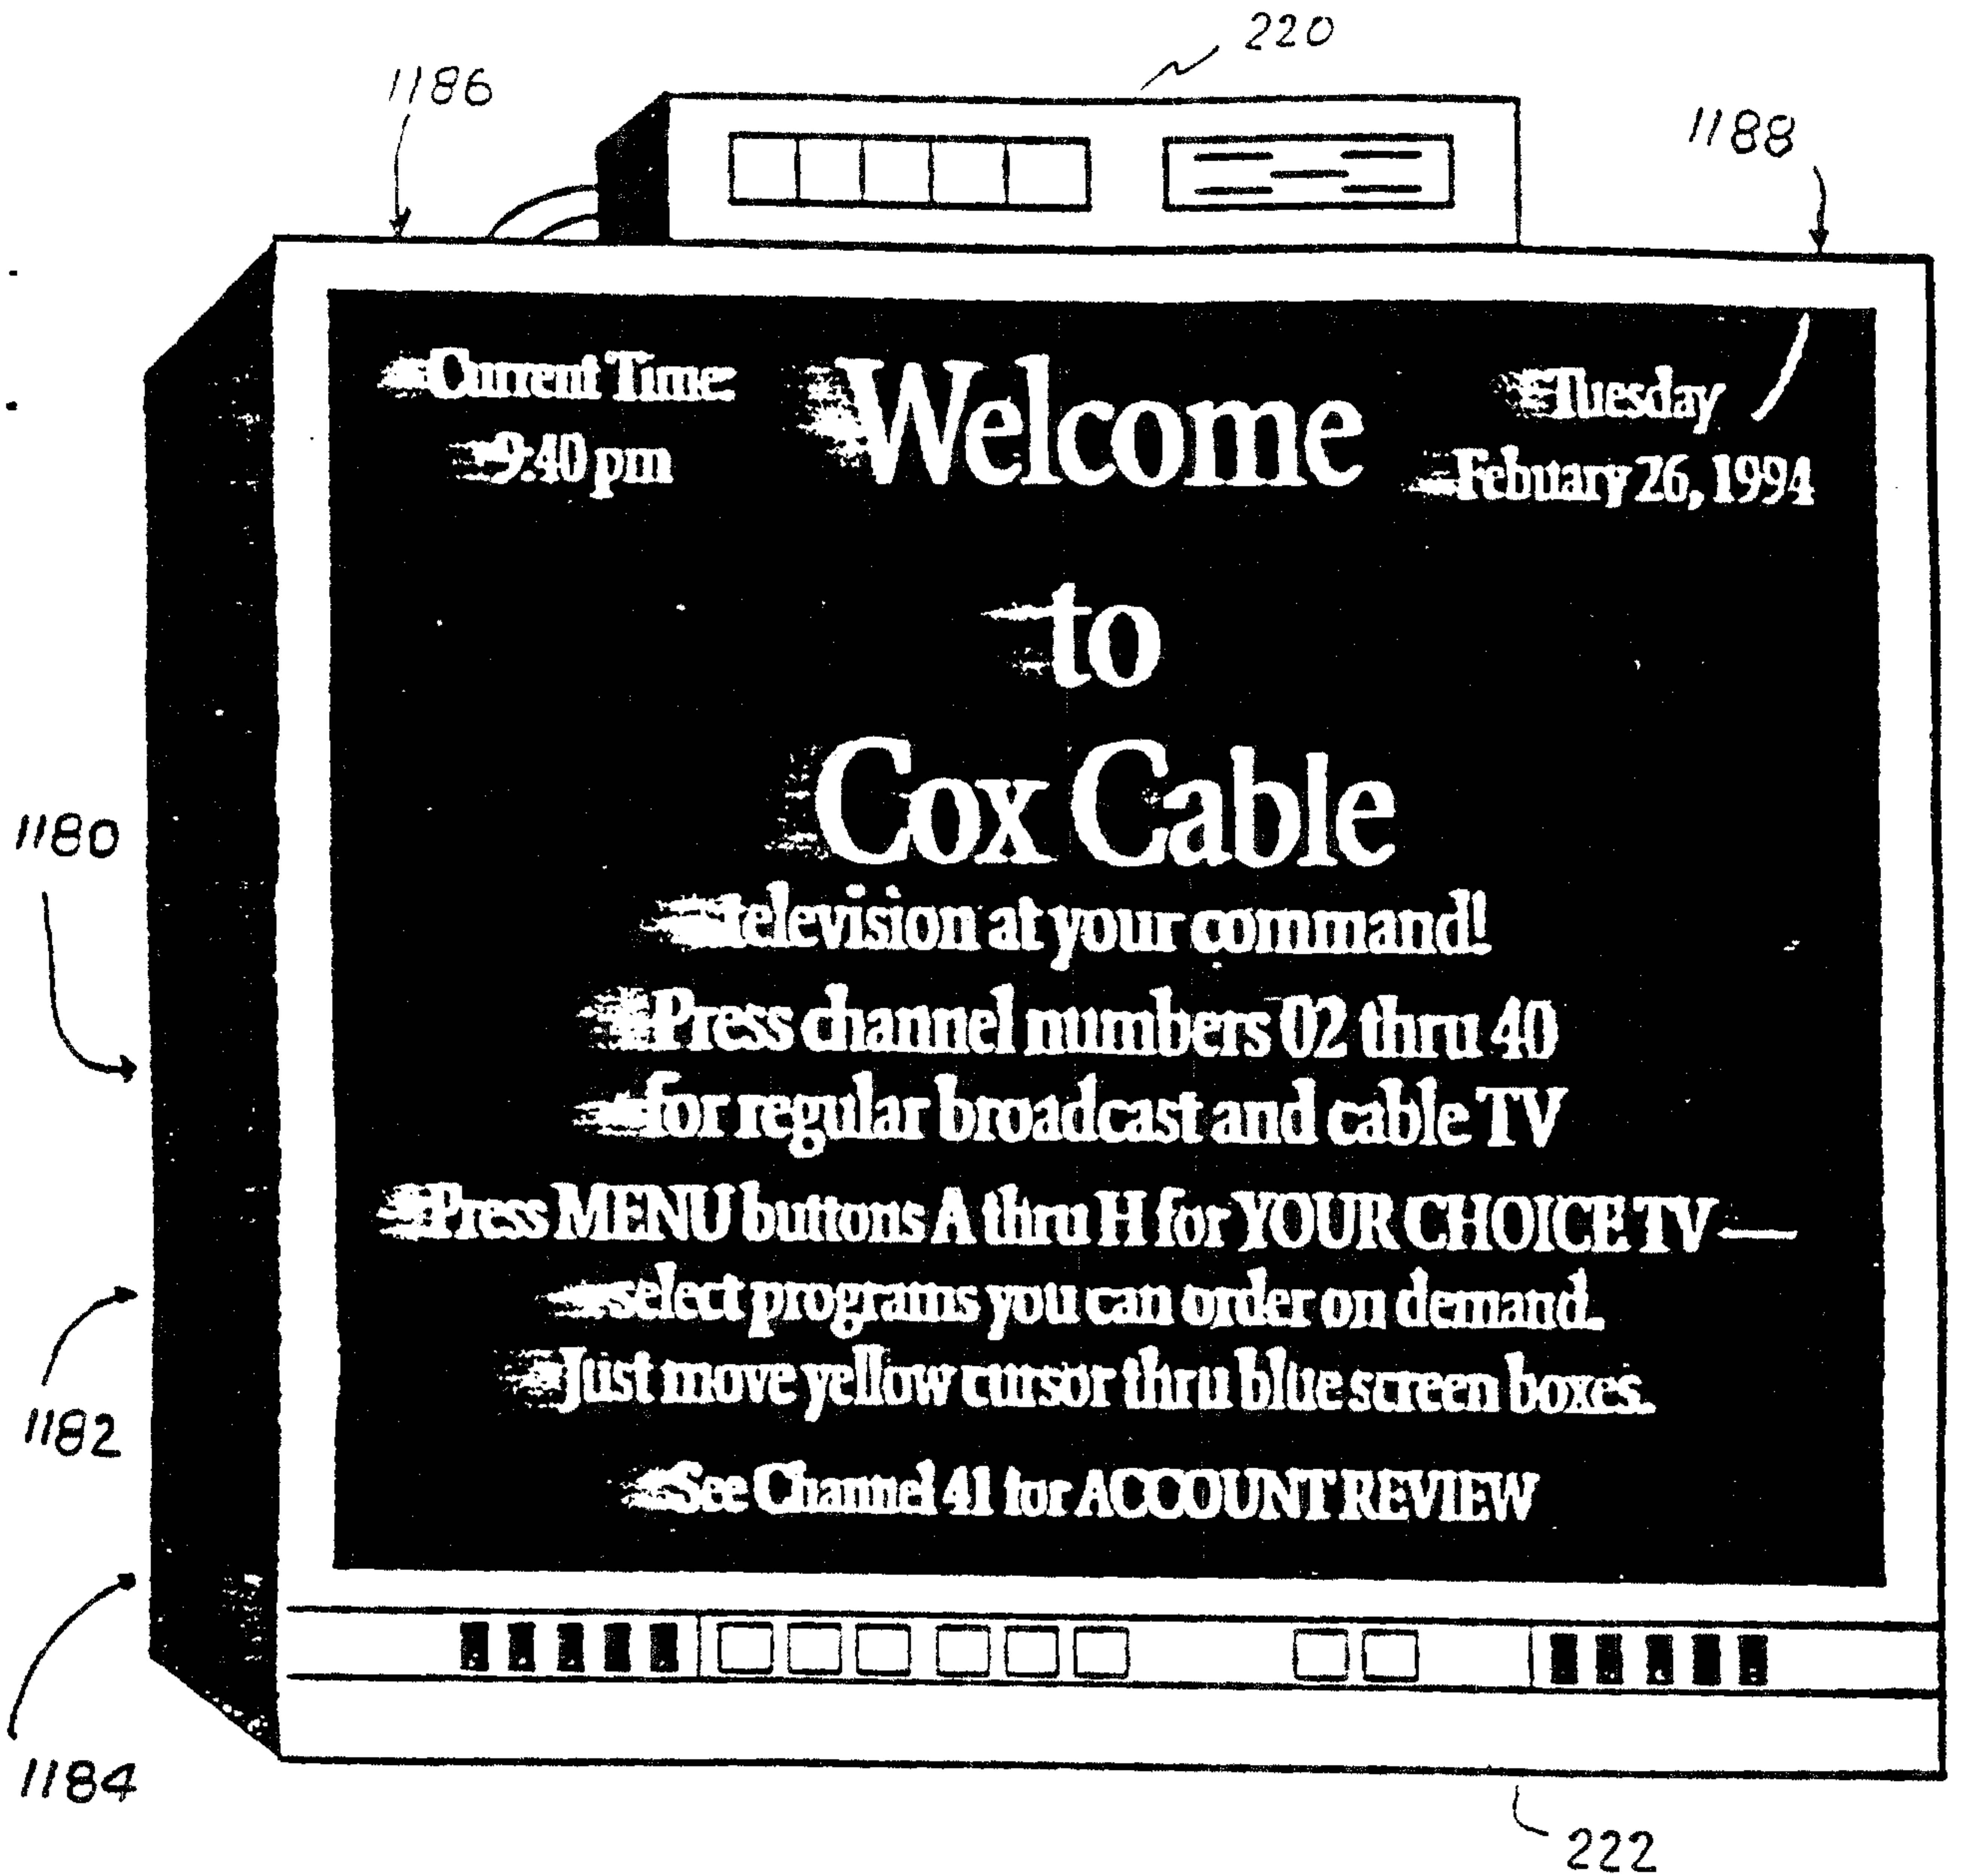 220
1186
1188
Current Time
9:40 pm
Welcome
Tuesday
Febuary 26, 1994
to
Cox Cable
television at your command!
Press channel numbers 02 thru 40
for regular broadcast and cable TV
Press MENU buttons A thru H for YOUR CHOICE TV—
select programs you can order on demand.
Just move yellow cursor thru blue screen boxes.
See Channel 41 for ACCOUNT REVIEW
1180
1182
1184
222